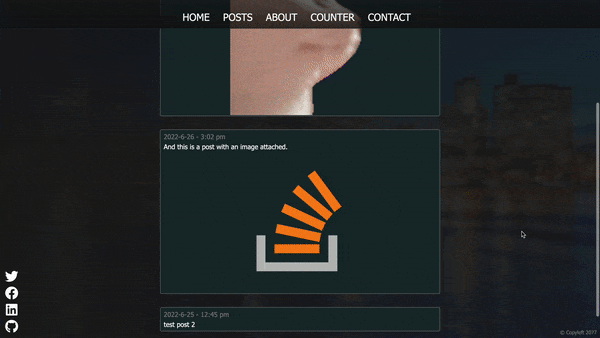 HOME POSTS ABOUT COUNTER CONTACT
2022-6-26 - 3:02 pm
And this is a post with an image attached.
2022-6-25 - 12:45 pm
test post 2
© Copyleft 2077